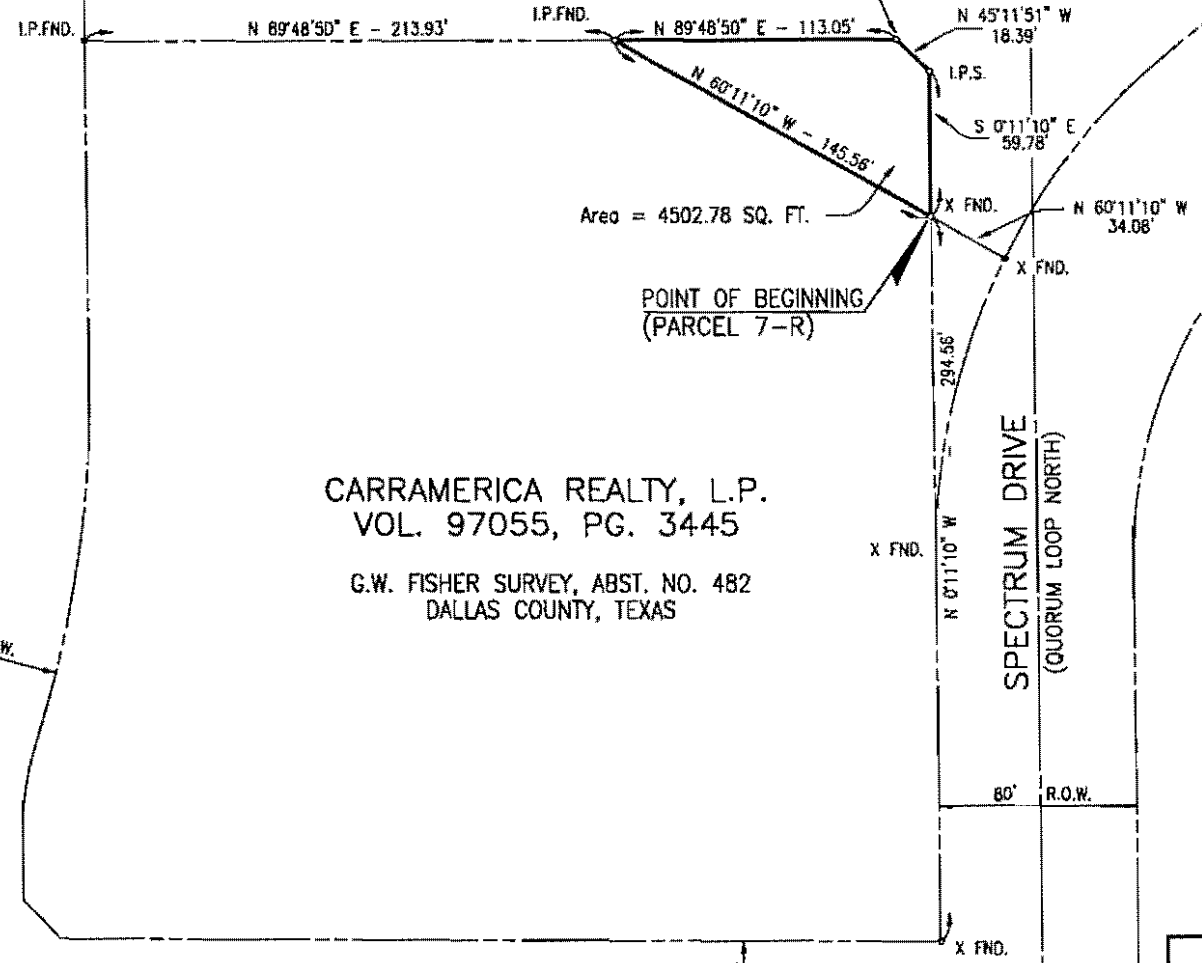 I.P.FND.
N 89°48'50" E - 213.93'
I.P.FND.
N 89°48'50" E - 113.05'
N 45°11'51" W
18.39'
I.P.S.
N 60°11'10" W - 145.56'
S 0°11'10" E
59.78'
Area = 4502.78 SQ. FT.
X FND.
N 60°11'10" W
34.08'
X FND.
POINT OF BEGINNING
(PARCEL 7-R)
N 0°11'10" W - 294.56'
CARRAMERICA REALTY, L.P.
VOL. 97055, PG. 3445
G.W. FISHER SURVEY, ABST. NO. 482
DALLAS COUNTY, TEXAS
X FND.
SPECTRUM DRIVE
(QUORUM LOOP NORTH)
W.
80' R.O.W.
X FND.